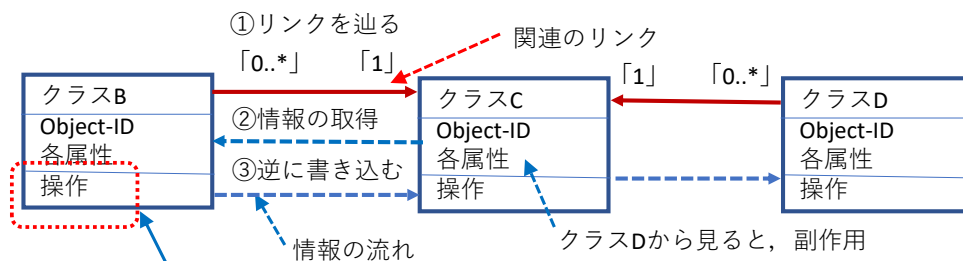 ①リンクを辿る
関連のリンク
「0..*」
「1」
「1」
「0..*」
クラスB
Object-ID
各属性
操作
②情報の取得
③逆に書き込む
クラスC
Object-ID
各属性
操作
クラスD
Object-ID
各属性
操作
情報の流れ
クラスDから見ると，副作用